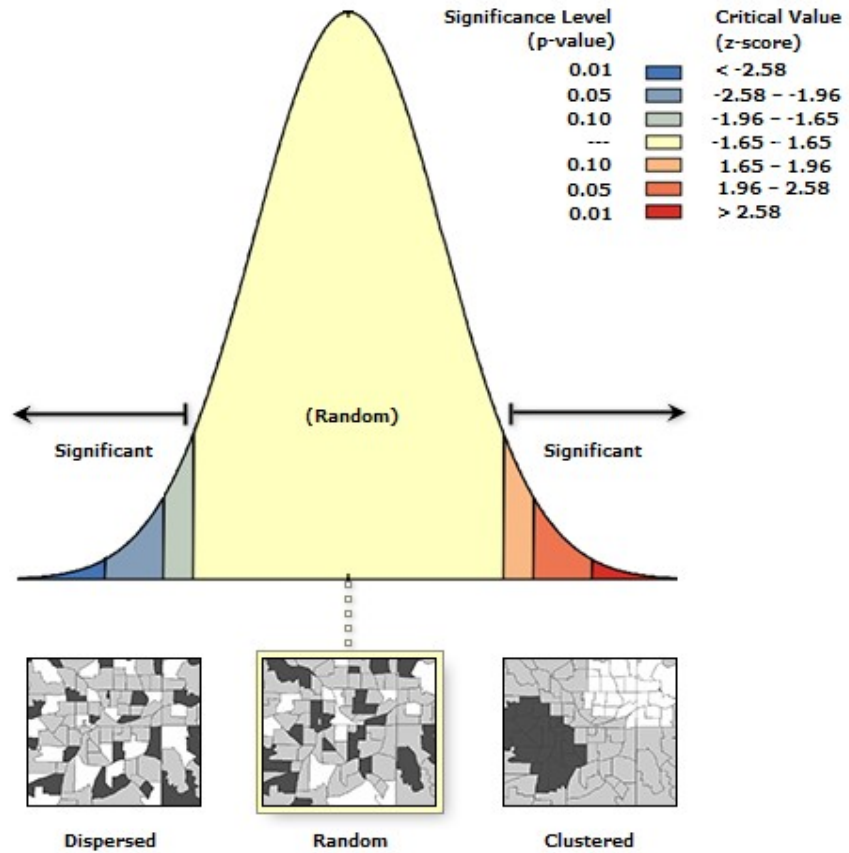 Significance Level Critical Value
(p-value) (z-score)
0.01 < -2.58
0.05 -2.58 – -1.96
0.10 -1.96 – -1.65
--- -1.65 – 1.65
0.10 1.65 – 1.96
0.05 1.96 – 2.58
0.01 > 2.58
(Random)
Significant Significant
Dispersed Random Clustered